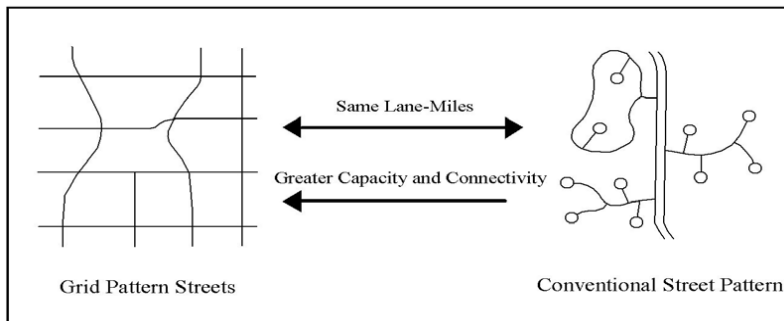 Same Lane-Miles
Greater Capacity and Connectivity
Grid Pattern Streets
Conventional Street Pattern